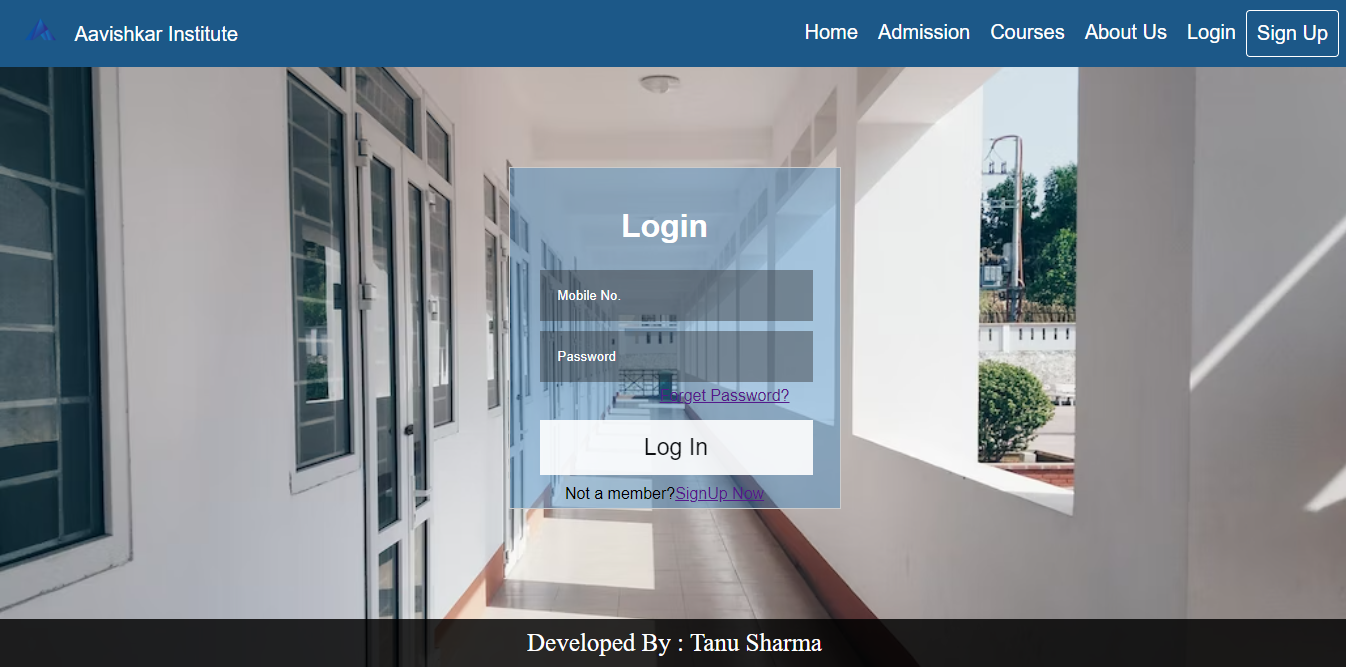 Aavishkar Institute
Home Admission Courses About Us Login Sign Up
Login
Mobile No.
Password
Forget Password?
Log In
Not a member?SignUp Now
Developed By : Tanu Sharma